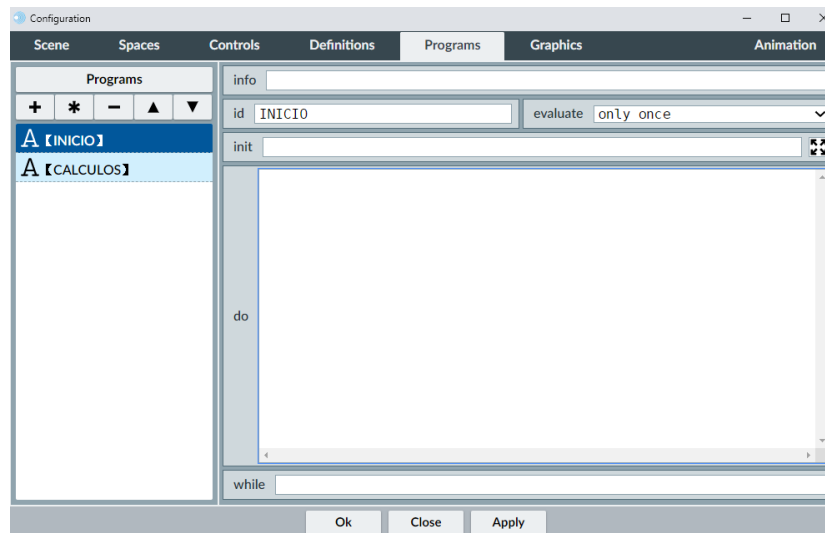 Configuration
Scene Spaces Controls Definitions Programs Graphics Animation
Programs
info
+ * − ▲ ▼
id INICIO evaluate only once
A【INICIO】
init
A【CALCULOS】
do
while
Ok Close Apply